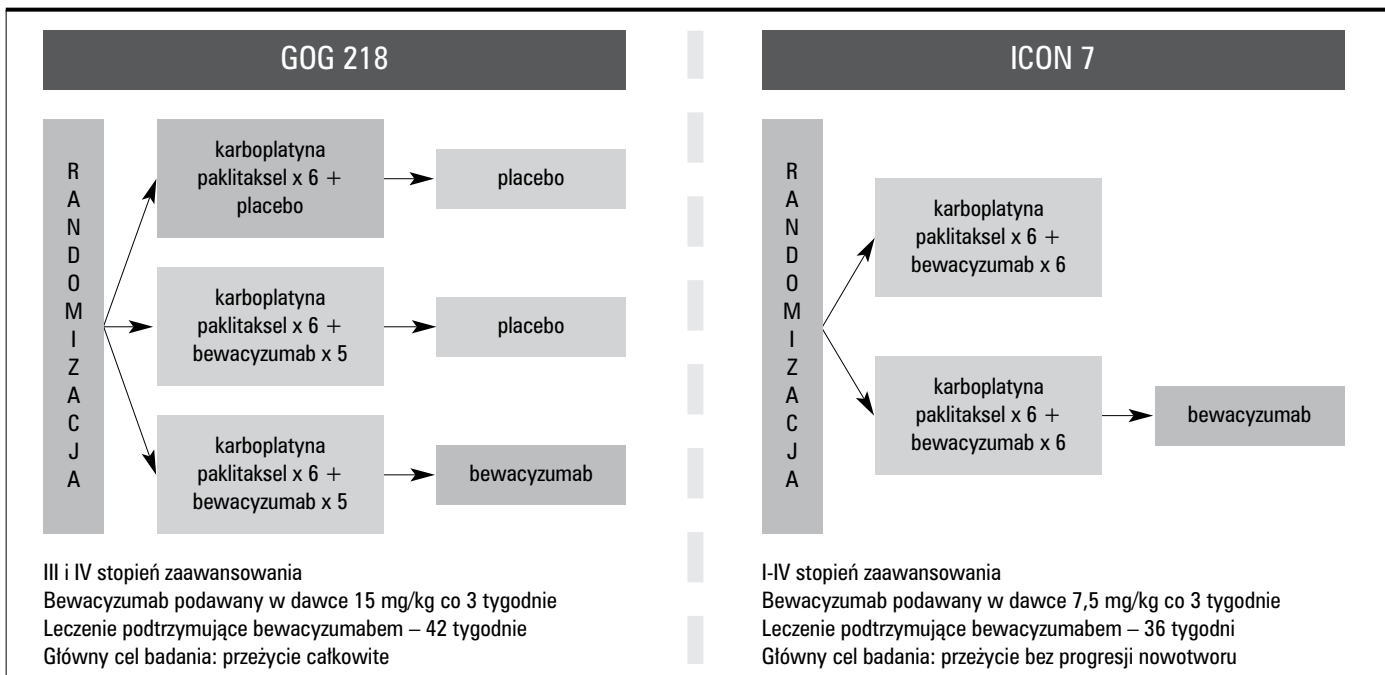 GOG 218
R
A
N
D
O
M
I
Z
A
C
J
A
karboplatyna
paklitaksel x 6 +
placebo
placebo
karboplatyna
paklitaksel x 6 +
bewacyzumab x 5
placebo
karboplatyna
paklitaksel x 6 +
bewacyzumab x 5
bewacyzumab
III i IV stopień zaawansowania
Bewacyzumab podawany w dawce 15 mg/kg co 3 tygodnie
Leczenie podtrzymujące bewacyzumabem – 42 tygodnie
Główny cel badania: przeżycie całkowite
ICON 7
R
A
N
D
O
M
I
Z
A
C
J
A
karboplatyna
paklitaksel x 6 +
bewacyzumab x 6
karboplatyna
paklitaksel x 6 +
bewacyzumab x 6
bewacyzumab
I-IV stopień zaawansowania
Bewacyzumab podawany w dawce 7,5 mg/kg co 3 tygodnie
Leczenie podtrzymujące bewacyzumabem – 36 tygodni
Główny cel badania: przeżycie bez progresji nowotworu